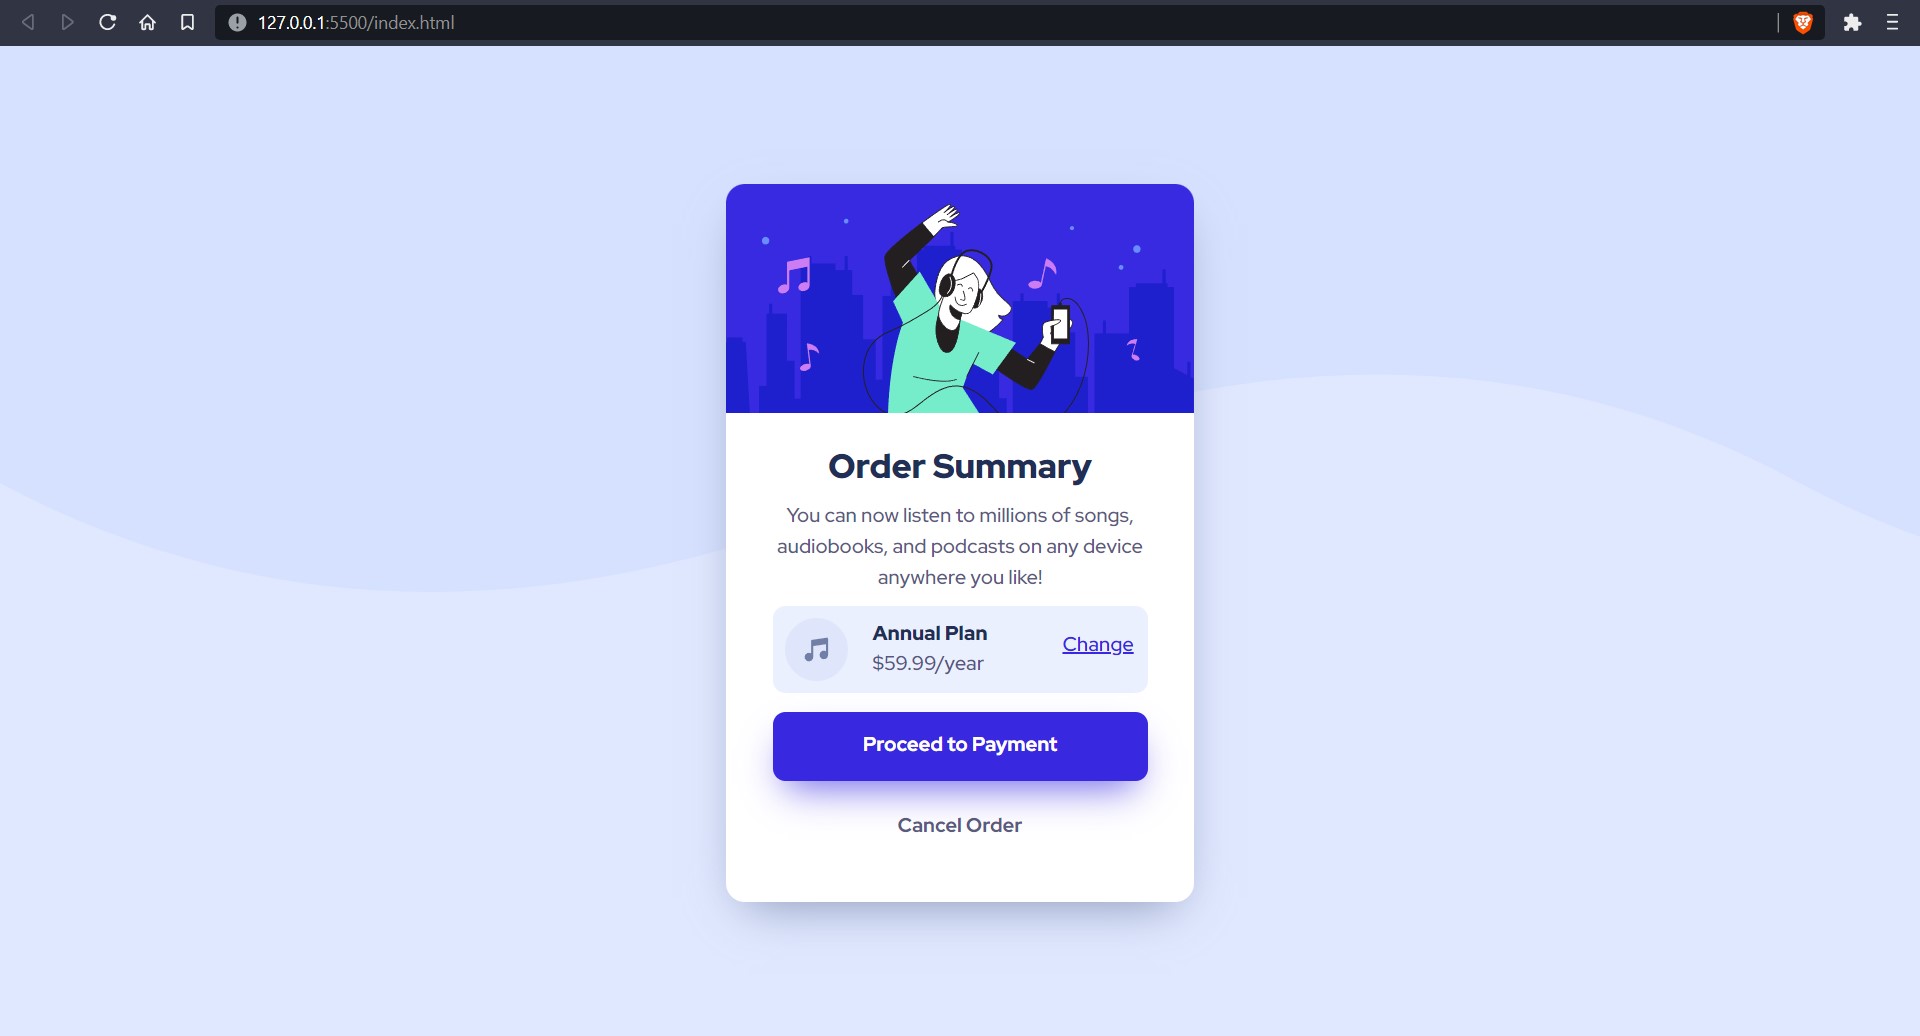 127.0.0.1:5500/index.html
Order Summary
You can now listen to millions of songs,
audiobooks, and podcasts on any device
anywhere you like!
Annual Plan
$59.99/year
Change
Proceed to Payment
Cancel Order